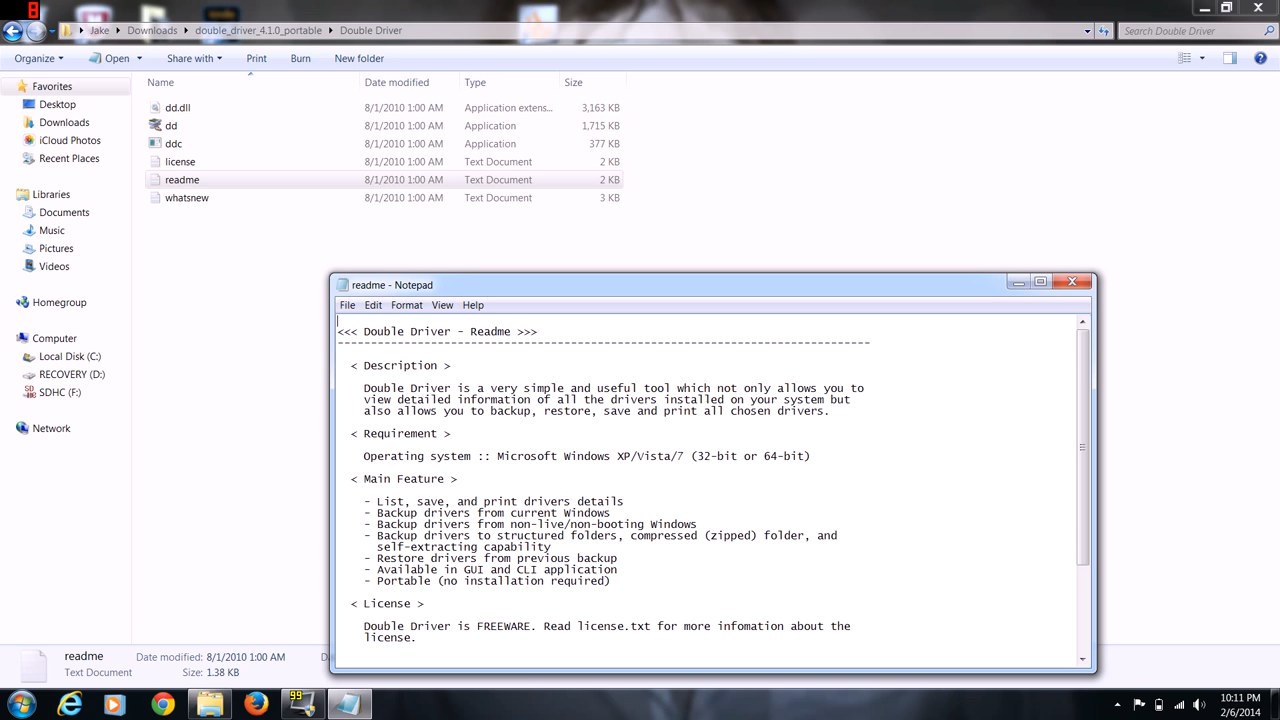 8
Jake
Downloads
double_driver_4.1.0_portable
Double Driver
Search Double Driver
Organize
Open
Share with
Print
Burn
New folder
Name
Date modified
Type
Size
Favorites
Desktop
Downloads
iCloud Photos
Recent Places
Libraries
Documents
Music
Pictures
Videos
Homegroup
Computer
Local Disk (C:)
RECOVERY (D:)
SDHC (F:)
Network
dd.dll 8/1/2010 1:00 AM Application extens... 3,163 KB
dd 8/1/2010 1:00 AM Application 1,715 KB
ddc 8/1/2010 1:00 AM Application 377 KB
license 8/1/2010 1:00 AM Text Document 2 KB
readme 8/1/2010 1:00 AM Text Document 2 KB
whatsnew 8/1/2010 1:00 AM Text Document 3 KB
readme - Notepad
File Edit Format View Help
<<< Double Driver - Readme >>>
--------------------------------------------------------------------------------
< Description >
Double Driver is a very simple and useful tool which not only allows you to
view detailed information of all the drivers installed on your system but
also allows you to backup, restore, save and print all chosen drivers.
< Requirement >
Operating system :: Microsoft Windows XP/Vista/7 (32-bit or 64-bit)
< Main Feature >
- List, save, and print drivers details
- Backup drivers from current Windows
- Backup drivers from non-live/non-booting Windows
- Backup drivers to structured folders, compressed (zipped) folder, and
self-extracting capability
- Restore drivers from previous backup
- Available in GUI and CLI application
- Portable (no installation required)
< License >
Double Driver is FREEWARE. Read license.txt for more infomation about the
license.
readme
Date modified: 8/1/2010 1:00 AM
Text Document
Size: 1.38 KB
99
10:11 PM
2/6/2014